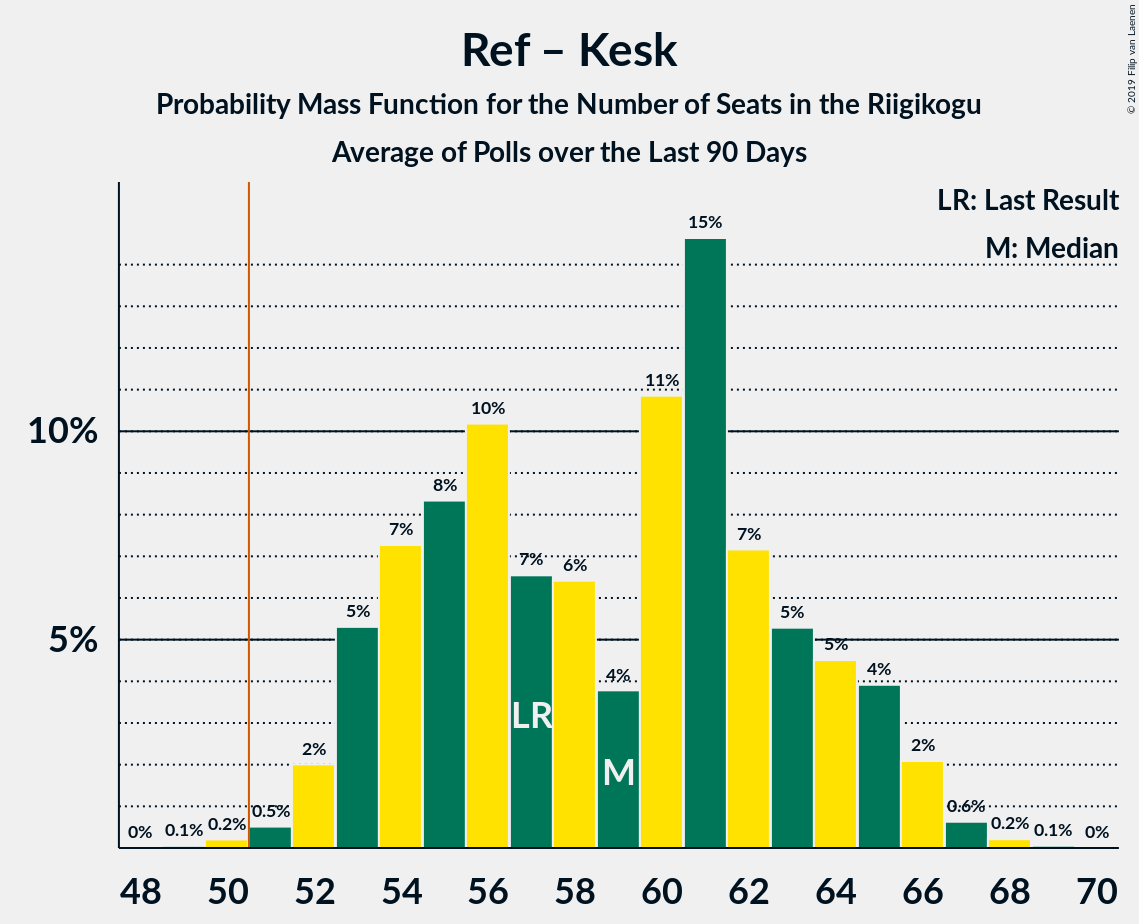 Ref – Kesk
Probability Mass Function for the Number of Seats in the Riigikogu
Average of Polls over the Last 90 Days
© 2019 Filip van Laenen
LR: Last Result
M: Median
10%
5%
0%
0.1%
0.2%
0.5%
2%
5%
7%
8%
10%
7%
6%
4%
11%
15%
7%
5%
5%
4%
2%
0.6%
0.2%
0.1%
0%
LR
M
48 50 52 54 56 58 60 62 64 66 68 70